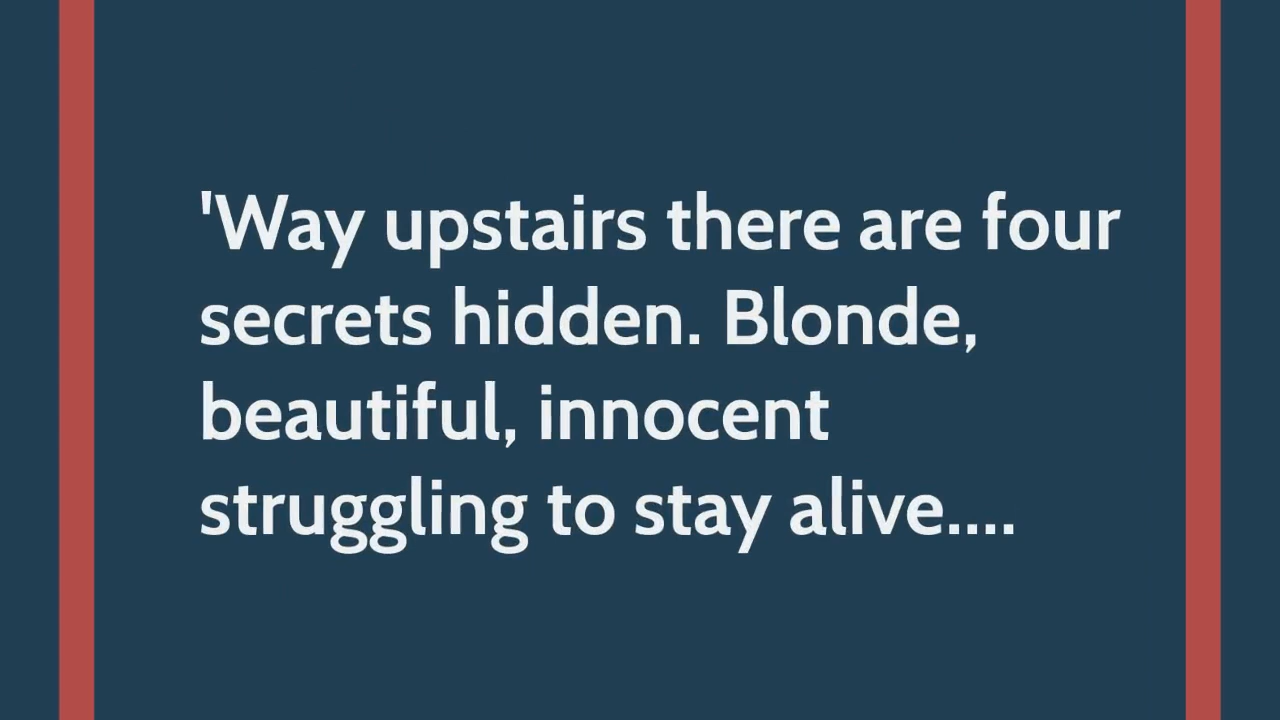 'Way upstairs there are four
secrets hidden. Blonde,
beautiful, innocent
struggling to stay alive....